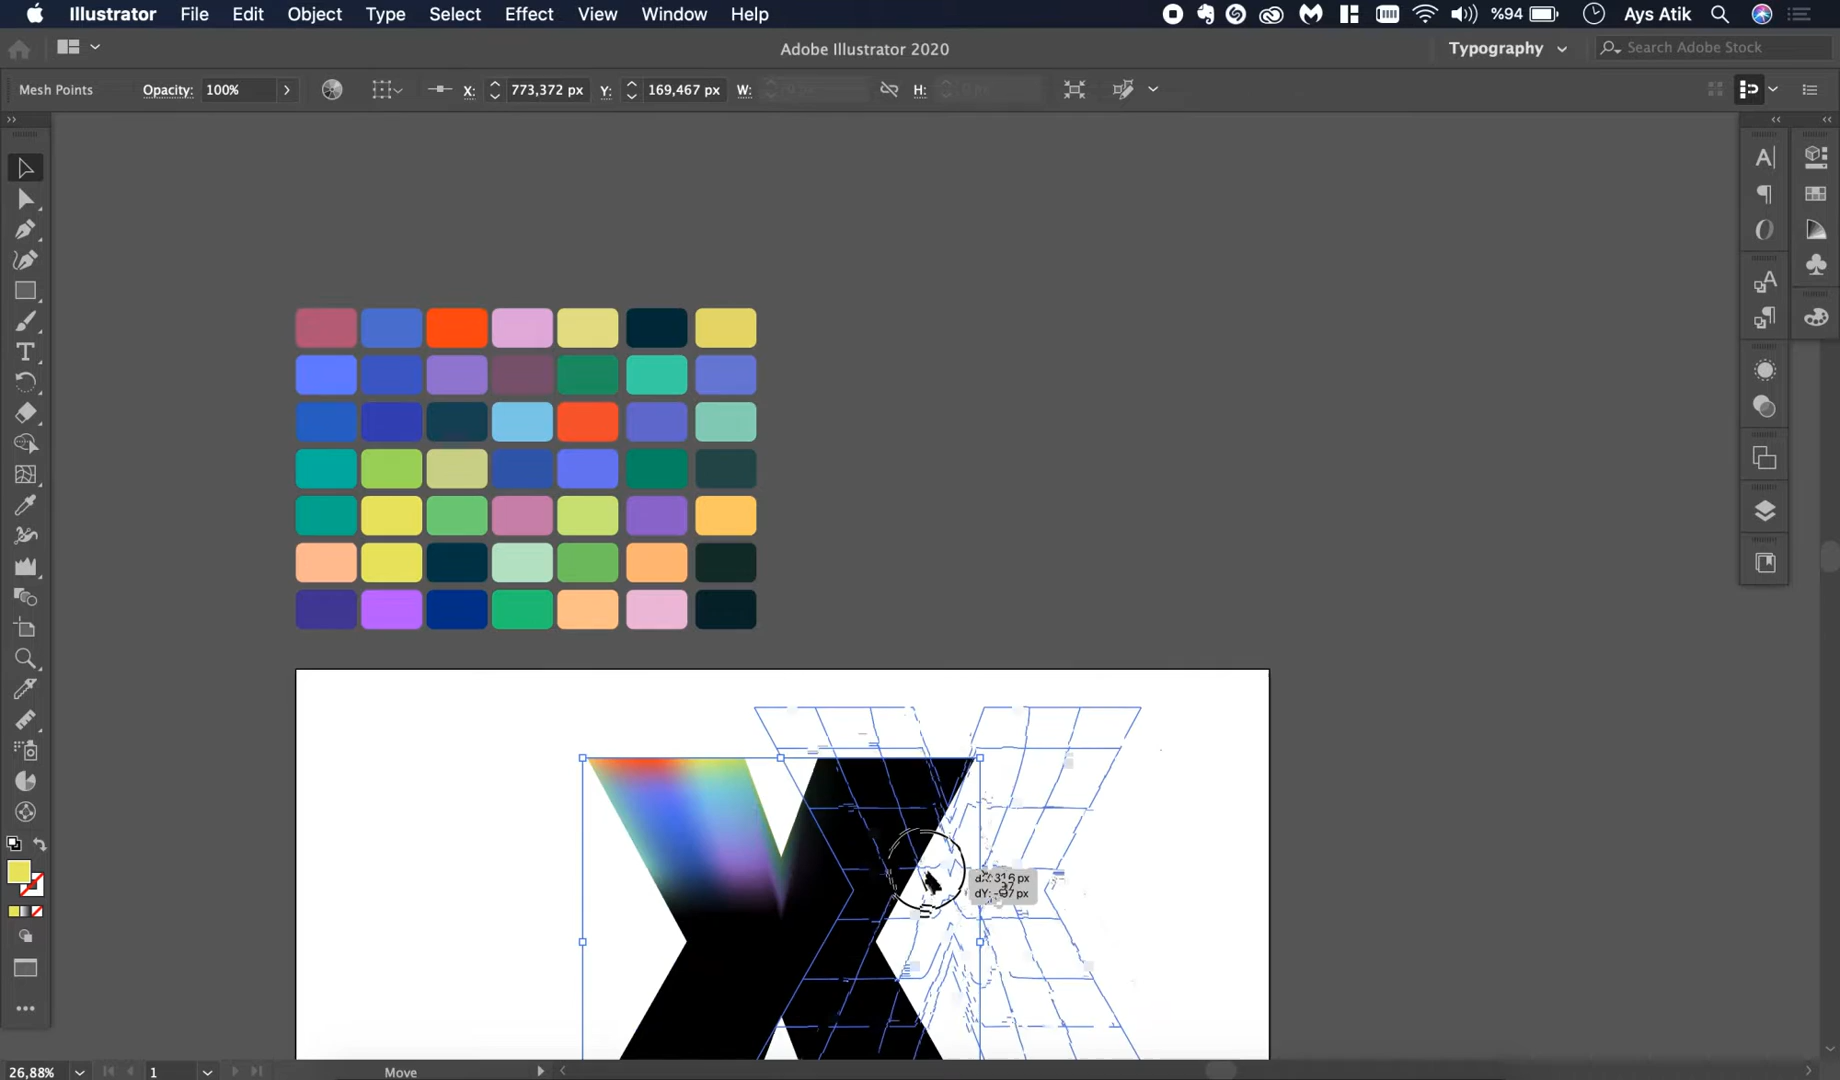 Illustrator File Edit Object Type Select Effect View Window Help %94 Ays Atik
Adobe Illustrator 2020 Typography Search Adobe Stock
Mesh Points Opacity: 100% X: 773,372 px Y: 169,467 px W: H:
26,88% 1 Move